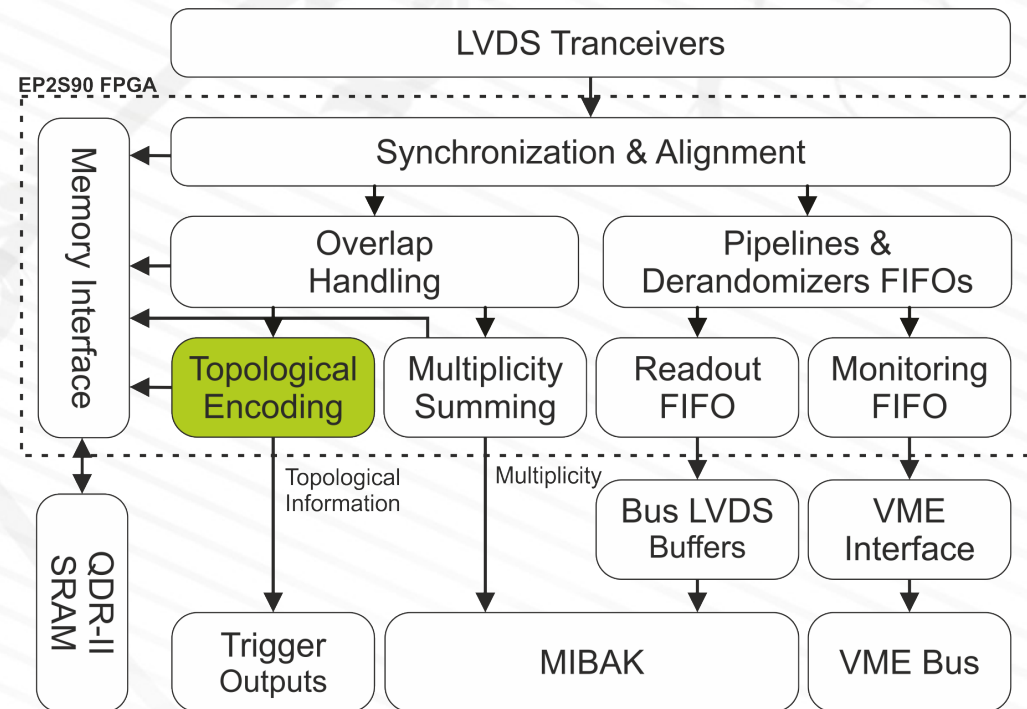 LVDS Tranceivers
EP2S90 FPGA
Memory Interface
Synchronization & Alignment
Overlap
Handling
Pipelines &
Derandomizers FIFOs
Topological
Encoding
Multiplicity
Summing
Readout
FIFO
Monitoring
FIFO
Topological
Information
Multiplicity
QDR-II
SRAM
Bus LVDS
Buffers
VME
Interface
Trigger
Outputs
MIBAK
VME Bus